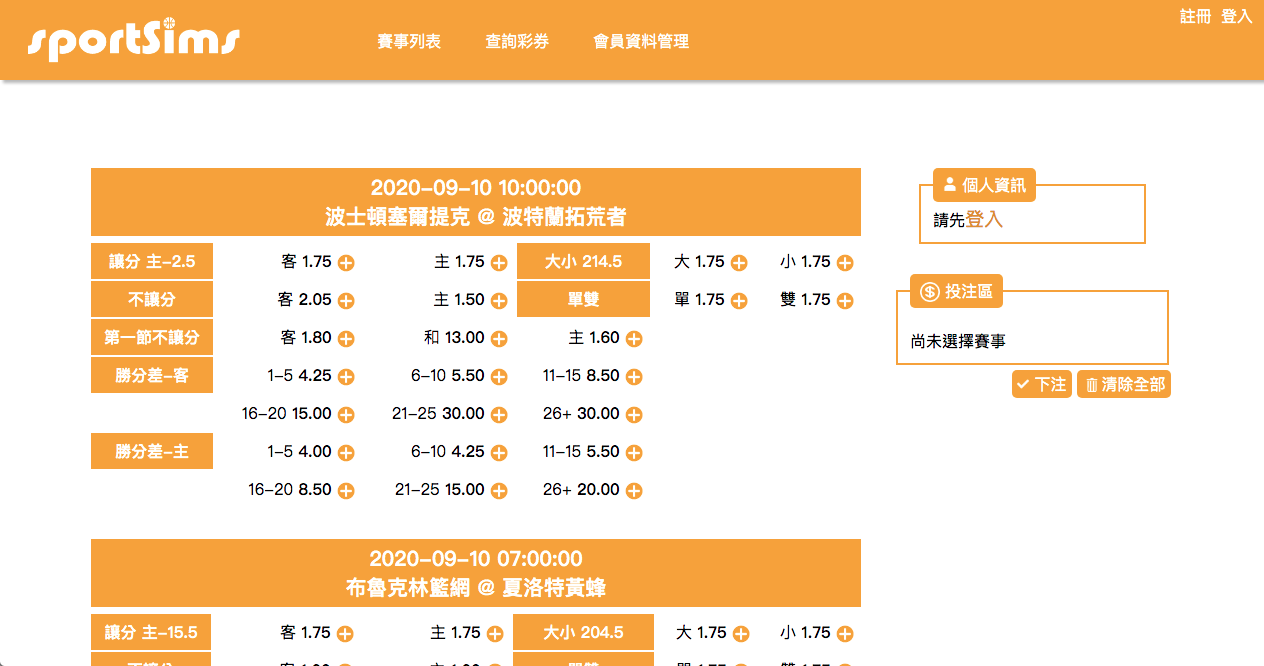 註冊 登入
sportSims
賽事列表 查詢彩券 會員資料管理
2020-09-10 10:00:00
波士頓塞爾提克 @ 波特蘭拓荒者
讓分 主-2.5 客 1.75 主 1.75 大小 214.5 大 1.75 小 1.75
不讓分 客 2.05 主 1.50 單雙 單 1.75 雙 1.75
第一節不讓分 客 1.80 和 13.00 主 1.60
勝分差-客 1-5 4.25 6-10 5.50 11-15 8.50
16-20 15.00 21-25 30.00 26+ 30.00
勝分差-主 1-5 4.00 6-10 4.25 11-15 5.50
16-20 8.50 21-25 15.00 26+ 20.00
2020-09-10 07:00:00
布魯克林籃網 @ 夏洛特黃蜂
讓分 主-15.5 客 1.75 主 1.75 大小 204.5 大 1.75 小 1.75
個人資訊
請先登入
投注區
尚未選擇賽事
下注 清除全部